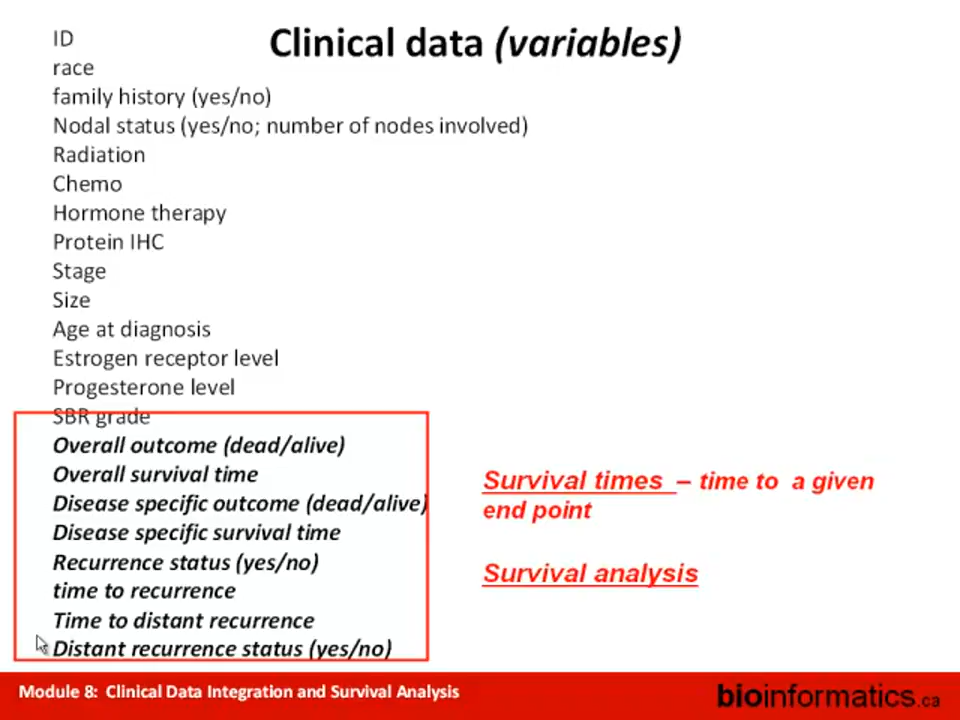 Clinical data (variables)
ID
race
family history (yes/no)
Nodal status (yes/no; number of nodes involved)
Radiation
Chemo
Hormone therapy
Protein IHC
Stage
Size
Age at diagnosis
Estrogen receptor level
Progesterone level
SBR grade
Overall outcome (dead/alive)
Overall survival time
Disease specific outcome (dead/alive)
Disease specific survival time
Recurrence status (yes/no)
time to recurrence
Time to distant recurrence
Distant recurrence status (yes/no)
Survival times – time to a given
end point
Survival analysis
Module 8: Clinical Data Integration and Survival Analysis
bioinformatics.ca